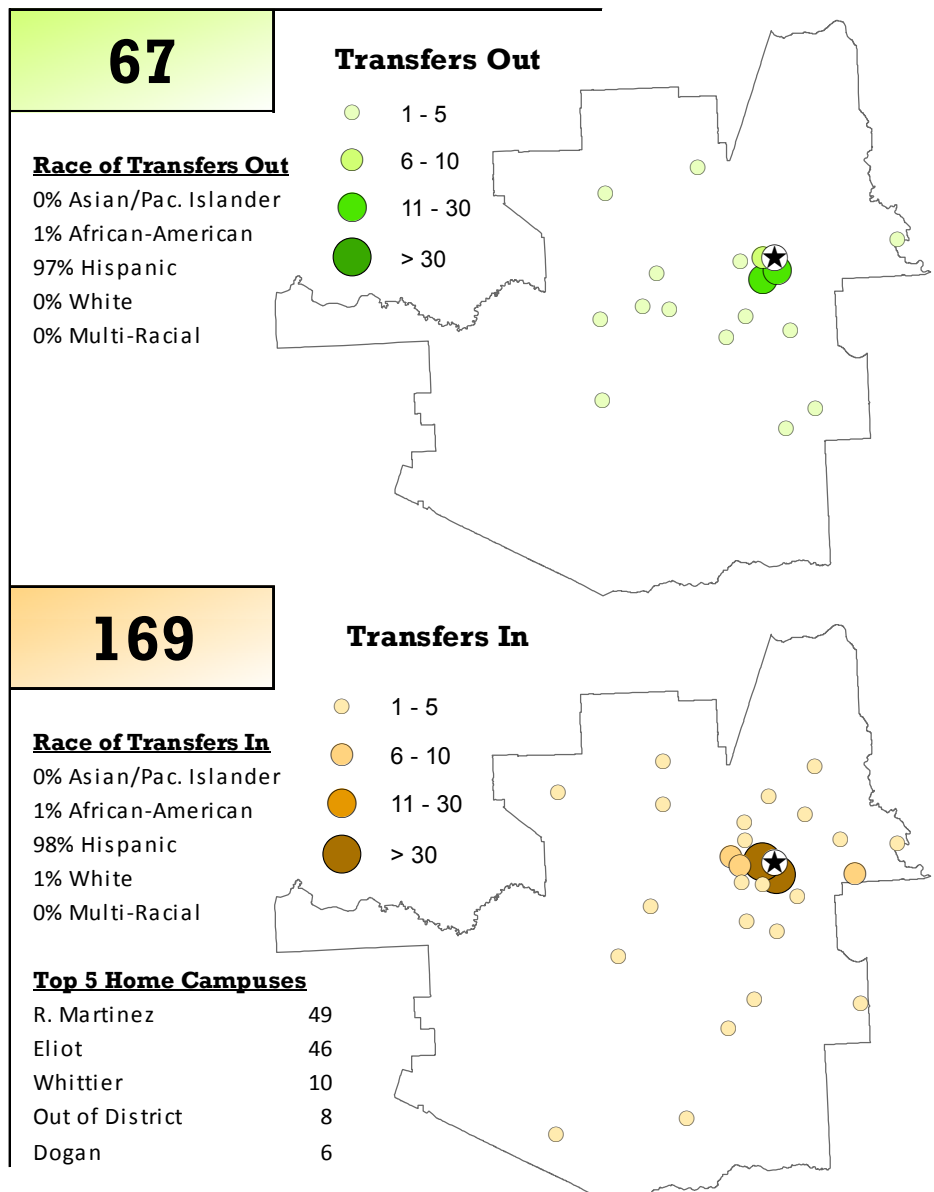 67
Transfers Out
1 - 5
6 - 10
11 - 30
> 30
Race of Transfers Out
0% Asian/Pac. Islander
1% African-American
97% Hispanic
0% White
0% Multi-Racial
169
Transfers In
1 - 5
6 - 10
11 - 30
> 30
Race of Transfers In
0% Asian/Pac. Islander
1% African-American
98% Hispanic
1% White
0% Multi-Racial
Top 5 Home Campuses
R. Martinez 49
Eliot 46
Whittier 10
Out of District 8
Dogan 6